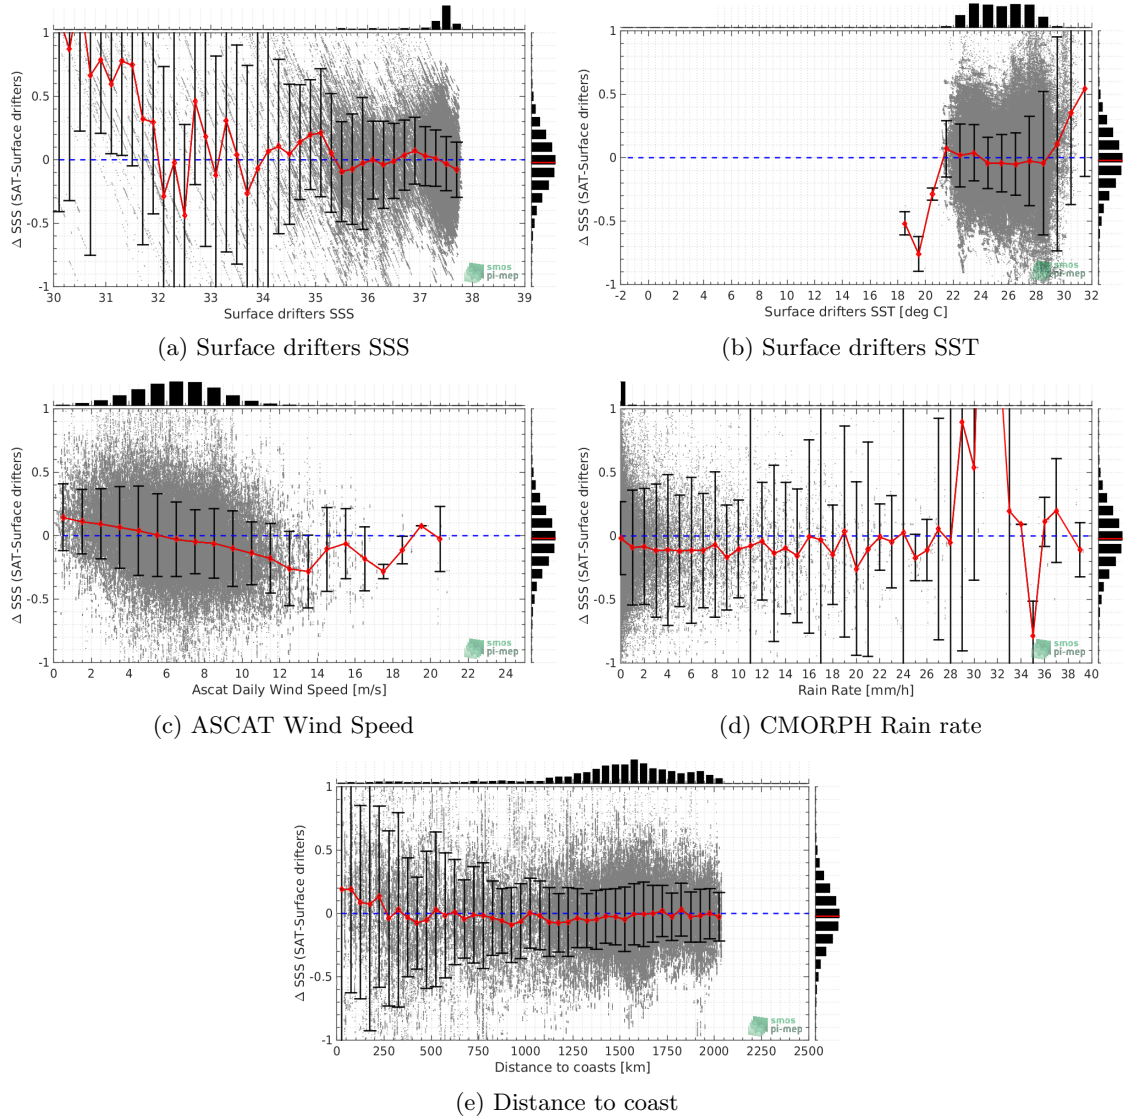 1
0.5
0
-0.5
-1
Δ SSS (SAT-Surface drifters)
30 31 32 33 34 35 36 37 38 39
Surface drifters SSS
smos
pi-mep
(a) Surface drifters SSS
1
0.5
0
-0.5
-1
Δ SSS (SAT-Surface drifters)
-2 0 2 4 6 8 10 12 14 16 18 20 22 24 26 28 30 32
Surface drifters SST [deg C]
smos
pi-mep
(b) Surface drifters SST
1
0.5
0
-0.5
-1
Δ SSS (SAT-Surface drifters)
0 2 4 6 8 10 12 14 16 18 20 22 24
Ascat Daily Wind Speed [m/s]
smos
pi-mep
(c) ASCAT Wind Speed
1
0.5
0
-0.5
-1
Δ SSS (SAT-Surface drifters)
0 2 4 6 8 10 12 14 16 18 20 22 24 26 28 30 32 34 36 38 40
Rain Rate [mm/h]
smos
pi-mep
(d) CMORPH Rain rate
1
0.5
0
-0.5
-1
Δ SSS (SAT-Surface drifters)
0 250 500 750 1000 1250 1500 1750 2000 2250 2500
Distance to coasts [km]
smos
pi-mep
(e) Distance to coast